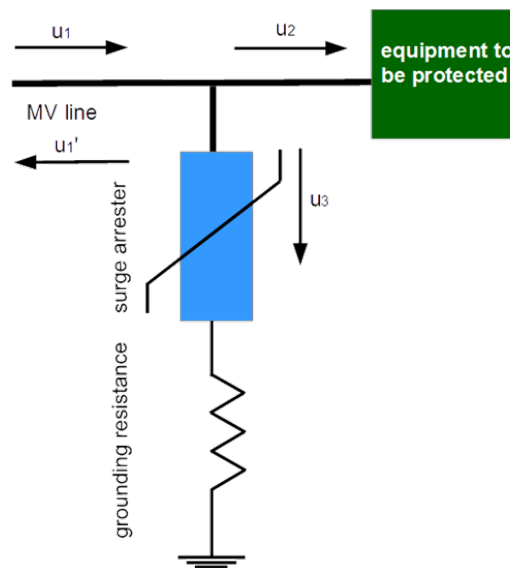 u1
u2
equipment to
be protected
MV line
u1'
u3
surge arrester
grounding resistance